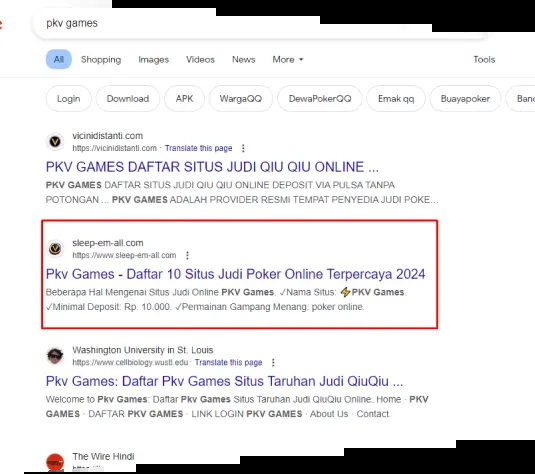 pkv games
All Shopping Images Videos News More Tools
Login Download APK WargaQQ DewaPokerQQ Emak qq Buayapoker
vicinidistanti.com
https://vicinidistanti.com · Translate this page
PKV GAMES DAFTAR SITUS JUDI QIU QIU ONLINE ...
PKV GAMES DAFTAR SITUS JUDI QIU QIU ONLINE DEPOSIT VIA PULSA TANPA
POTONGAN ... PKV GAMES ADALAH PROVIDER RESMI TEMPAT PENYEDIA JUDI POKE...
sleep-em-all.com
https://www.sleep-em-all.com
Pkv Games - Daftar 10 Situs Judi Poker Online Terpercaya 2024
Beberapa Hal Mengenai Situs Judi Online PKV Games. ✓Nama Situs: ⚡PKV Games.
✓Minimal Deposit: Rp. 10.000. ✓Permainan Gampang Menang: poker online.
Washington University in St. Louis
https://www.cellbiology.wustl.edu · Translate this page
Pkv Games: Daftar Pkv Games Situs Taruhan Judi QiuQiu ...
Welcome to Pkv Games: Daftar Pkv Games Situs Taruhan Judi QiuQiu Online. Home · PKV
GAMES · DAFTAR PKV GAMES · LINK LOGIN PKV GAMES · About Us · Contact.
The Wire Hindi